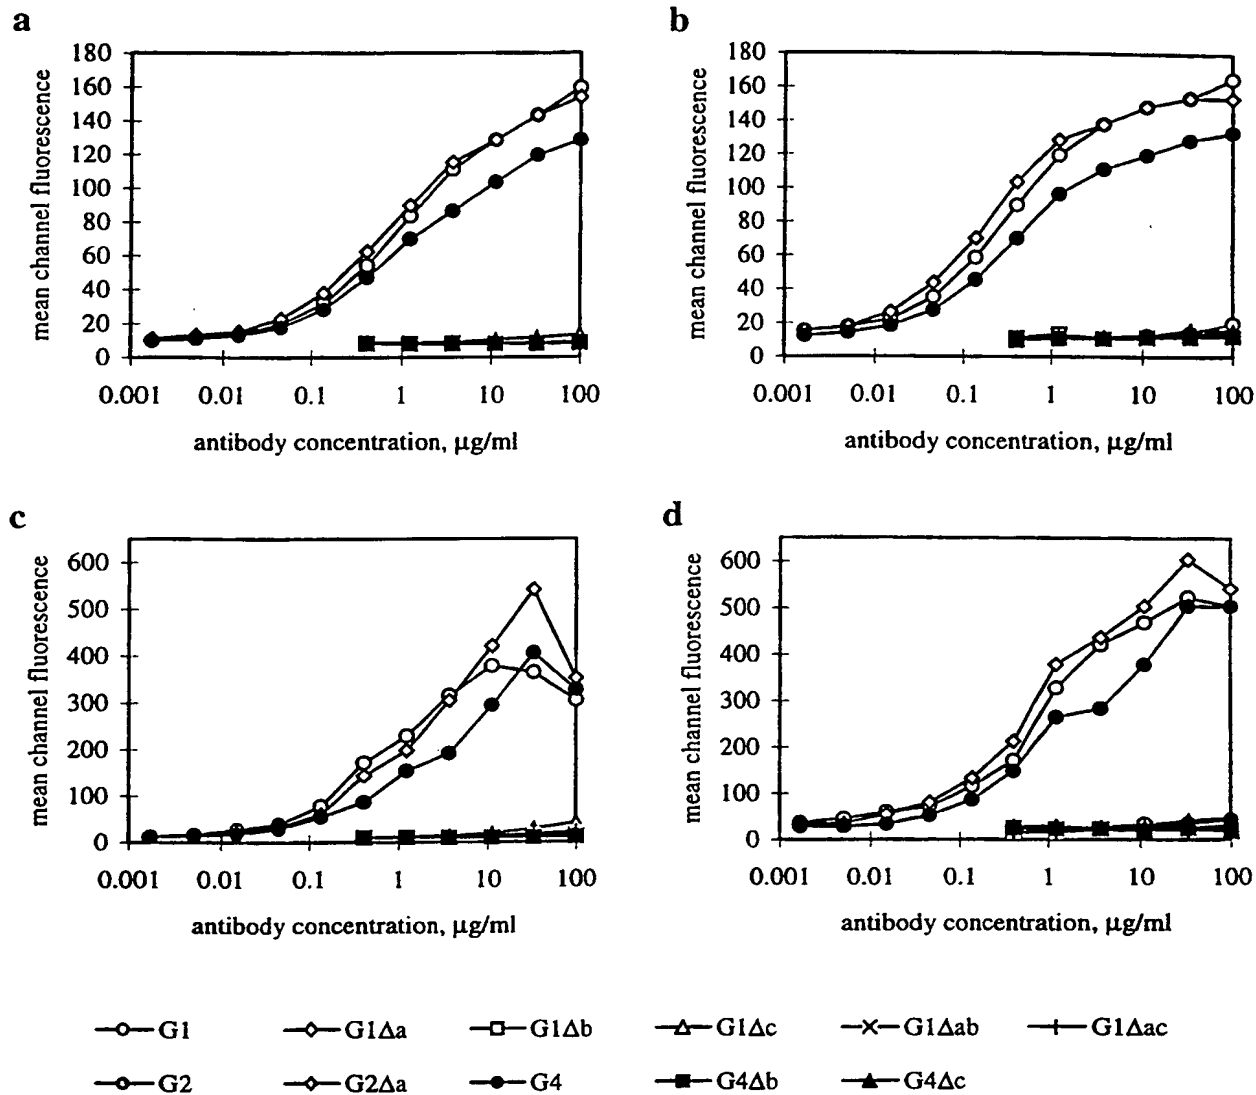 a
180
160
140
120
100
80
60
40
20
0
mean channel fluorescence
0.001 0.01 0.1 1 10 100
antibody concentration, µg/ml
b
180
160
140
120
100
80
60
40
20
0
mean channel fluorescence
0.001 0.01 0.1 1 10 100
antibody concentration, µg/ml
c
600
500
400
300
200
100
0
mean channel fluorescence
0.001 0.01 0.1 1 10 100
antibody concentration, µg/ml
d
600
500
400
300
200
100
0
mean channel fluorescence
0.001 0.01 0.1 1 10 100
antibody concentration, µg/ml
G1 G1Δa G1Δb G1Δc G1Δab G1Δac
G2 G2Δa G4 G4Δb G4Δc